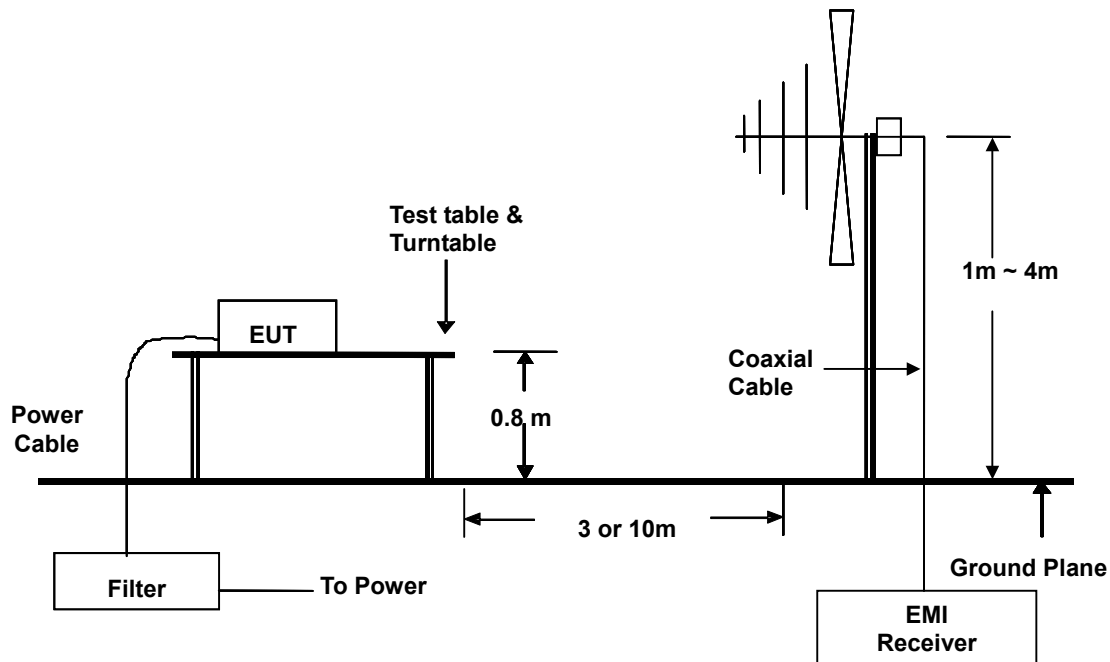 Test table &
Turntable
1m ~ 4m
EUT
Coaxial
Cable
0.8 m
Power
Cable
3 or 10m
Filter
To Power
Ground Plane
EMI
Receiver